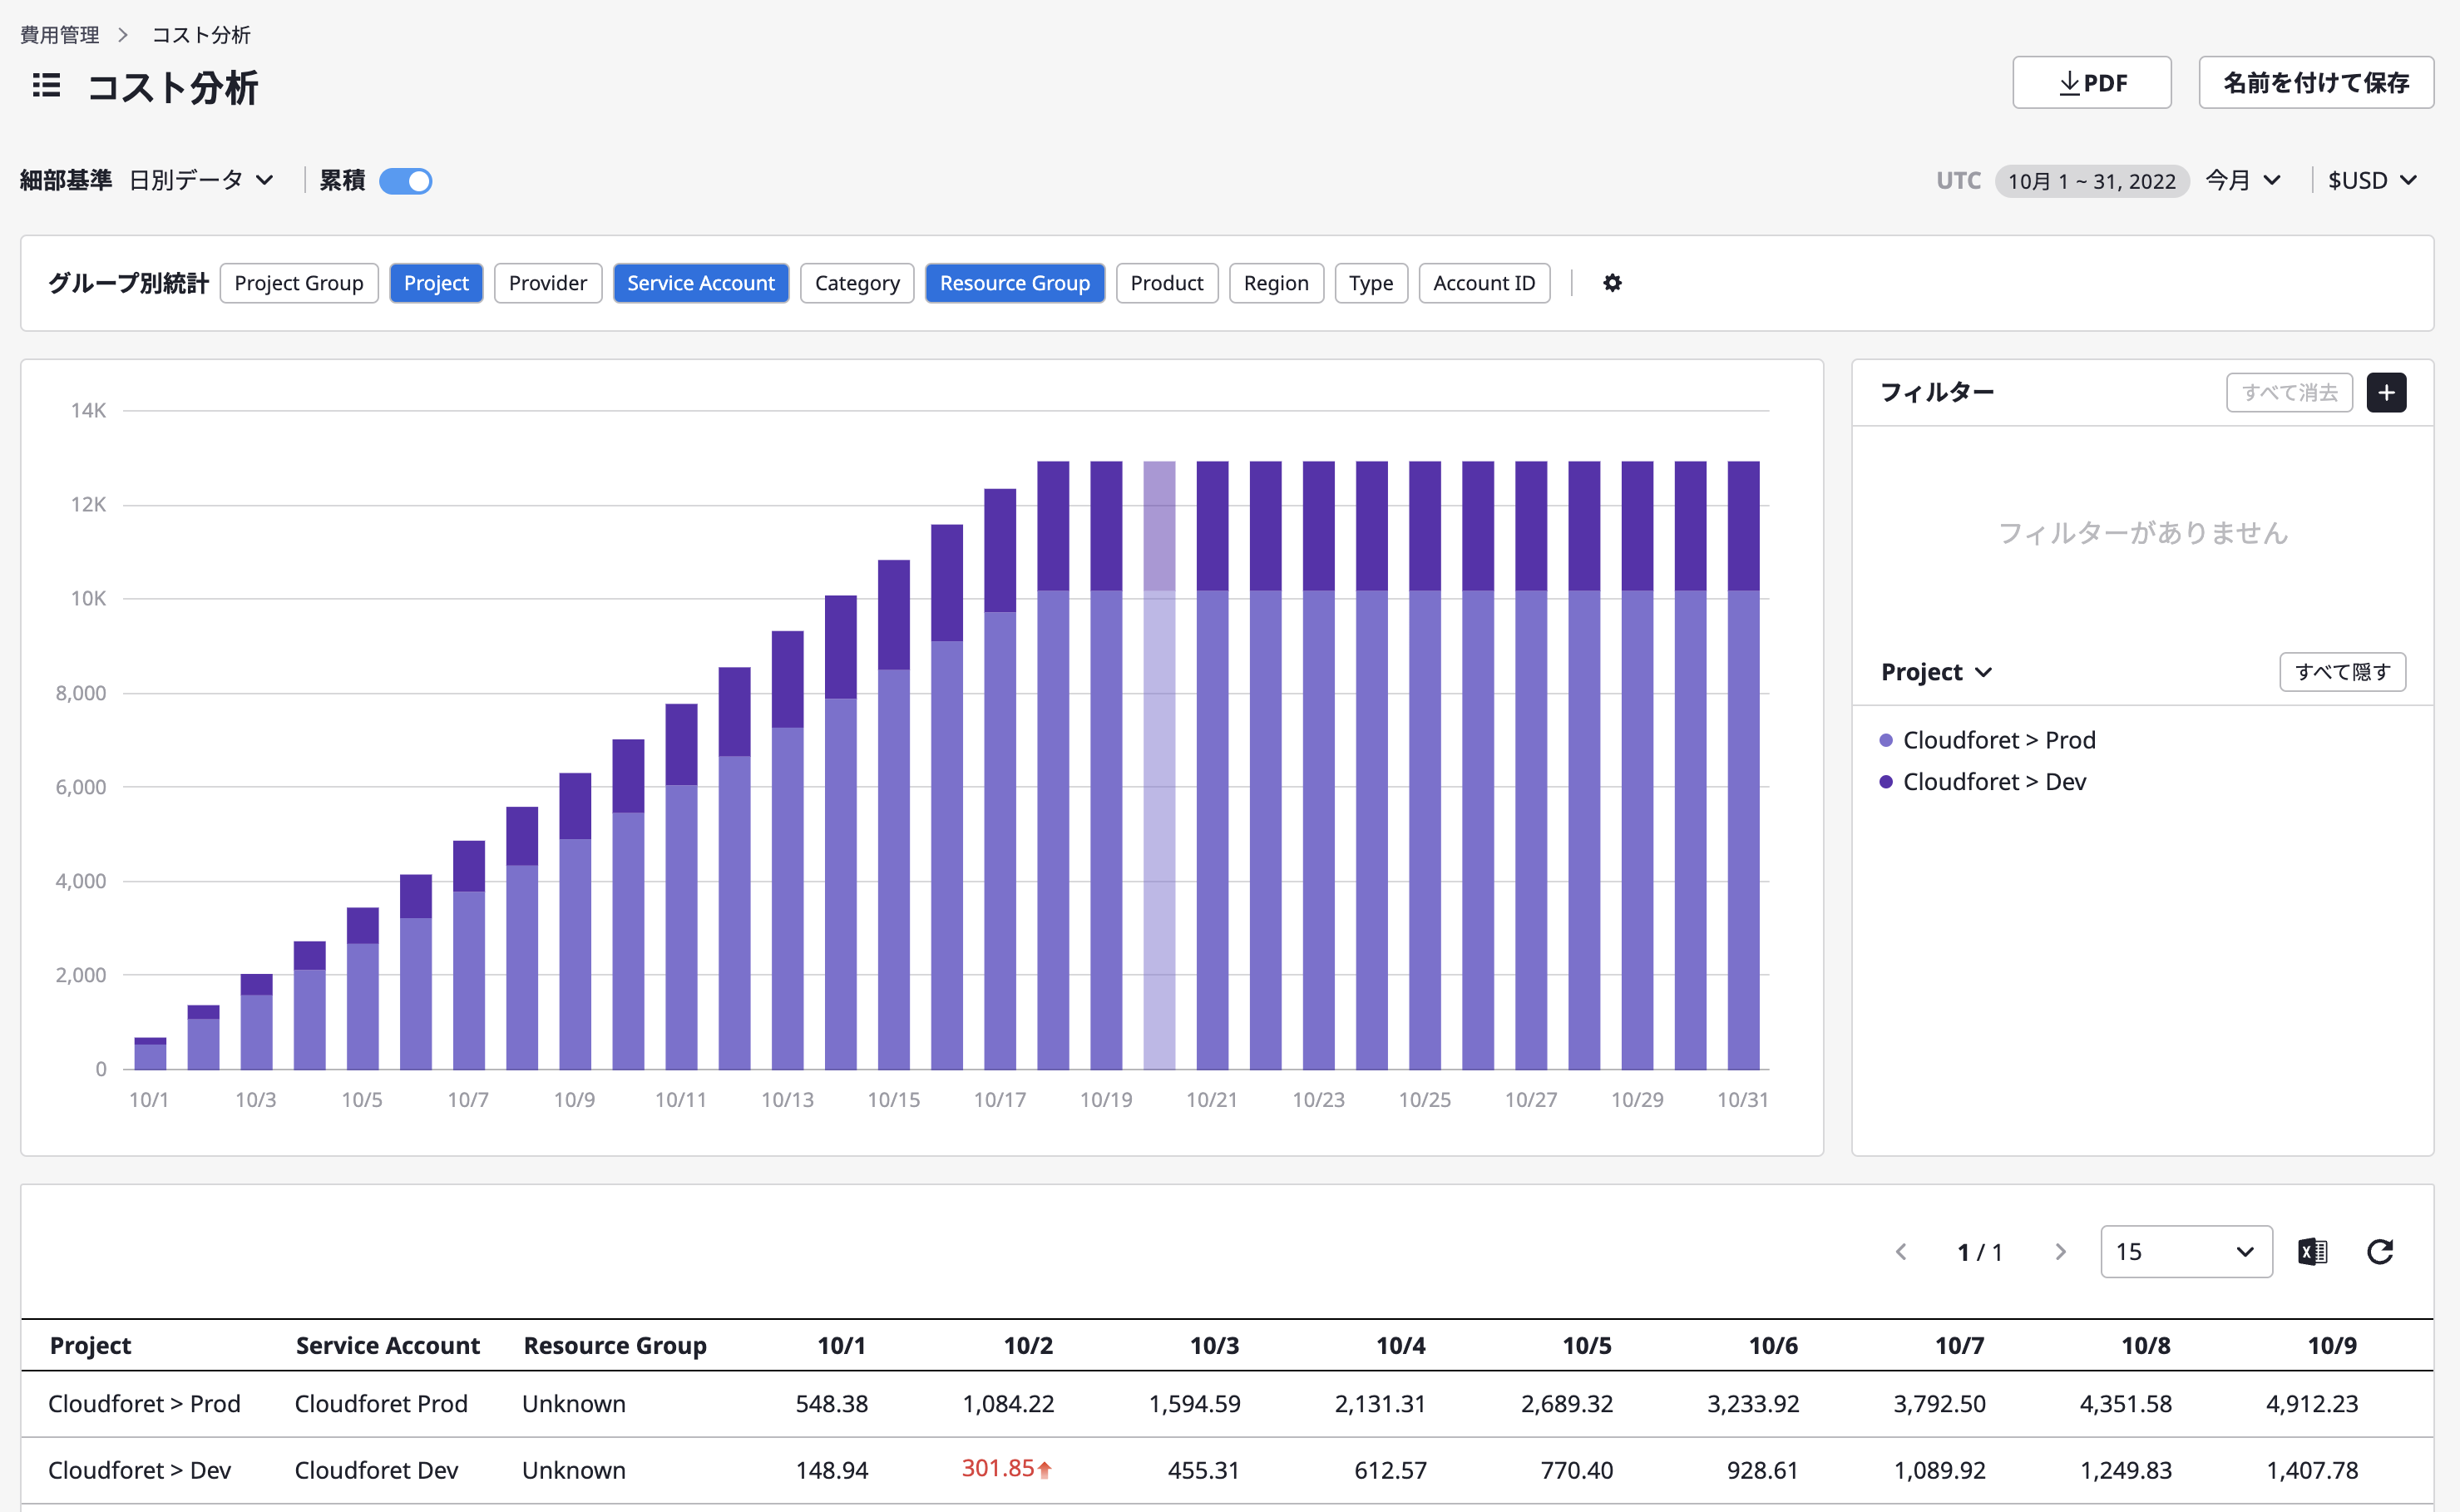 費用管理 > コスト分析
コスト分析
PDF
名前を付けて保存
細部基準 日別データ 累積
UTC 10月 1 ~ 31, 2022 今月 $USD
グループ別統計 Project Group Project Provider Service Account Category Resource Group Product Region Type Account ID
14K
12K
10K
8,000
6,000
4,000
2,000
0
10/1 10/3 10/5 10/7 10/9 10/11 10/13 10/15 10/17 10/19 10/21 10/23 10/25 10/27 10/29 10/31
フィルター すべて消去 +
フィルターがありません
Project すべて隠す
Cloudforet > Prod
Cloudforet > Dev
1 / 1 15
Project Service Account Resource Group 10/1 10/2 10/3 10/4 10/5 10/6 10/7 10/8 10/9
Cloudforet > Prod Cloudforet Prod Unknown 548.38 1,084.22 1,594.59 2,131.31 2,689.32 3,233.92 3,792.50 4,351.58 4,912.23
Cloudforet > Dev Cloudforet Dev Unknown 148.94 301.85 455.31 612.57 770.40 928.61 1,089.92 1,249.83 1,407.78